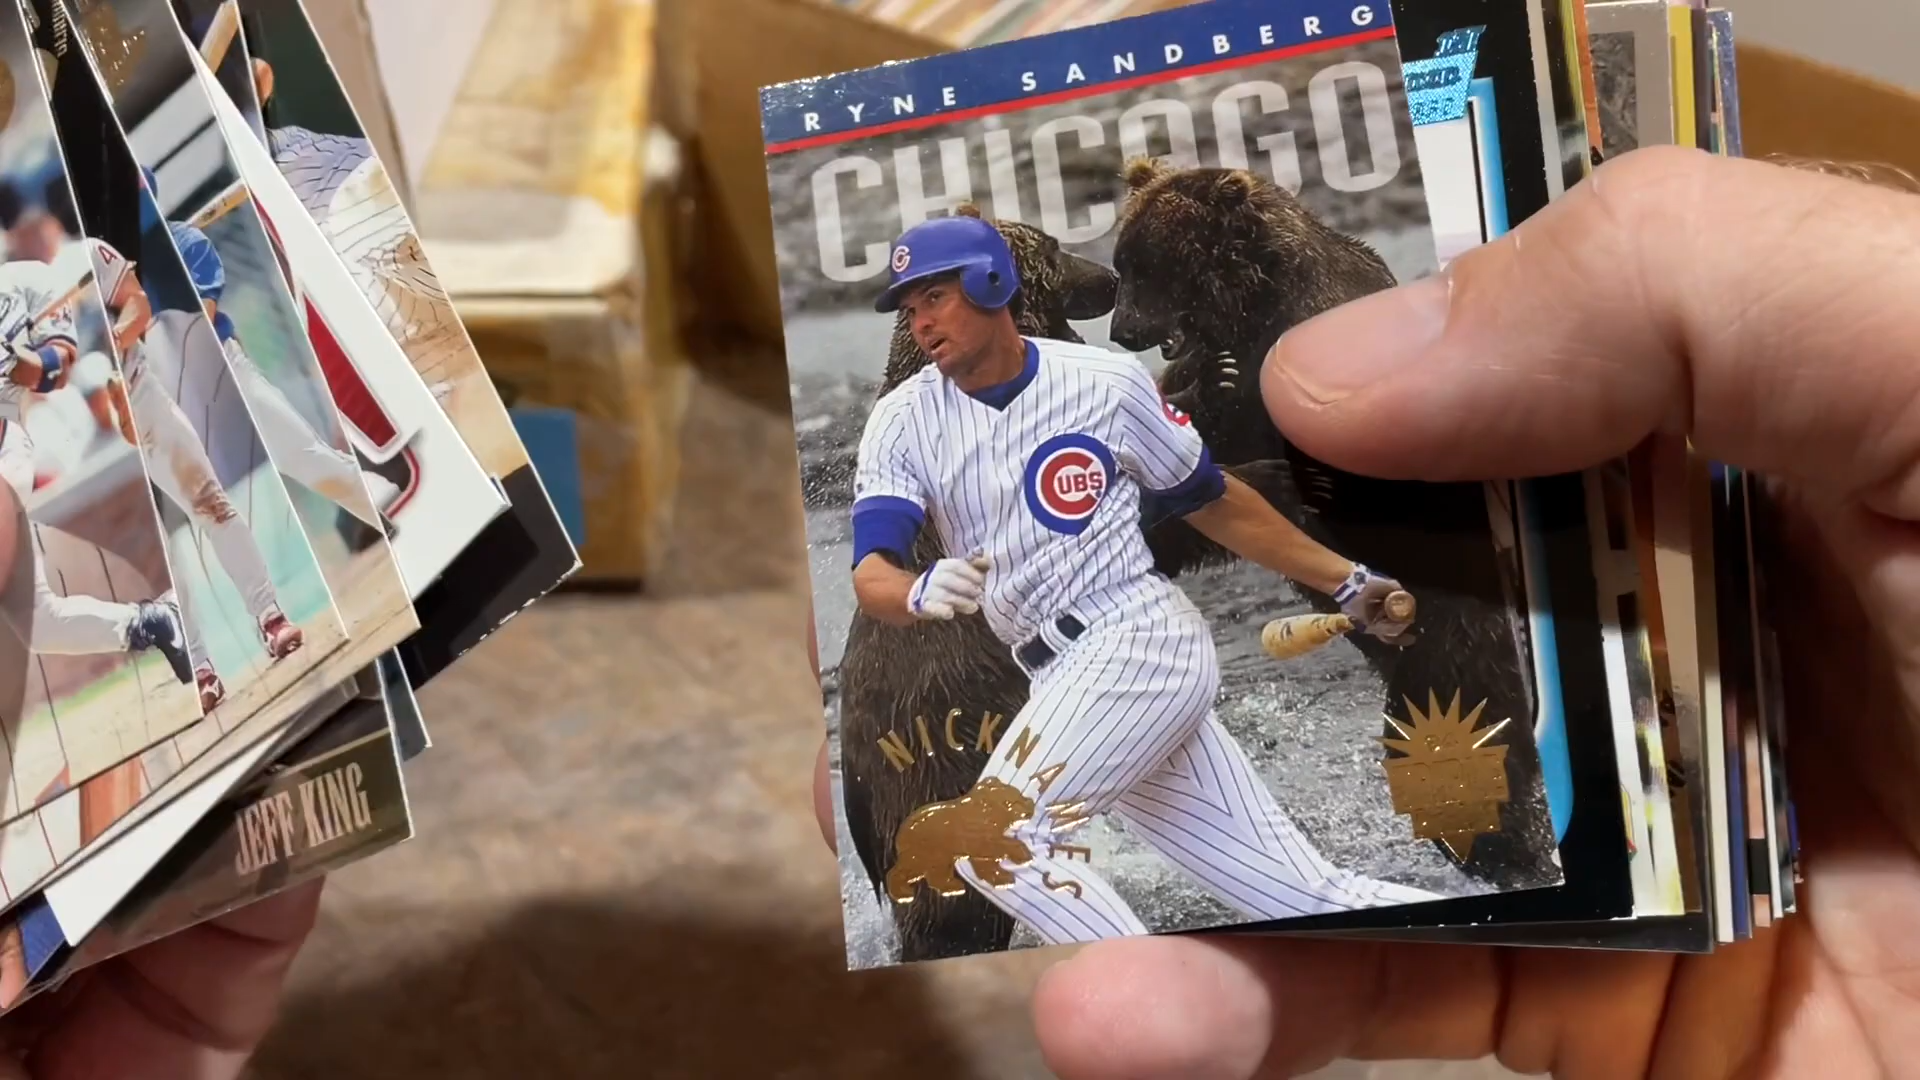 RYNE SANDBERG
CHICAGO
C
CUBS
NICKNAMES
JEFF KING